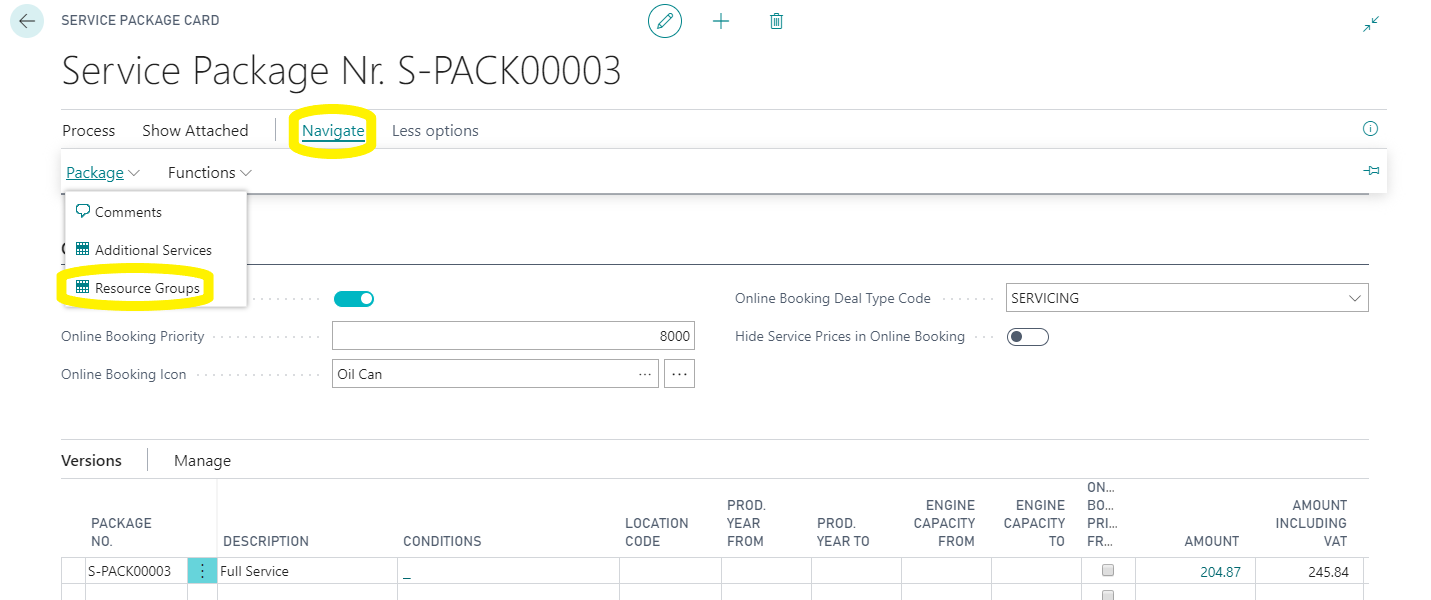 SERVICE PACKAGE CARD
Service Package Nr. S-PACK00003
Process Show Attached Navigate Less options
Package Functions
Comments
Additional Services
Resource Groups
Online Booking Deal Type Code SERVICING
Online Booking Priority 8000
Hide Service Prices in Online Booking
Online Booking Icon Oil Can ... ...
Versions Manage
PACKAGE NO.
DESCRIPTION
CONDITIONS
LOCATION CODE
PROD. YEAR FROM
PROD. YEAR TO
ENGINE CAPACITY FROM
ENGINE CAPACITY TO
ON... BO... PRI... FR...
AMOUNT
AMOUNT INCLUDING VAT
S-PACK00003 Full Service _ 204.87 245.84